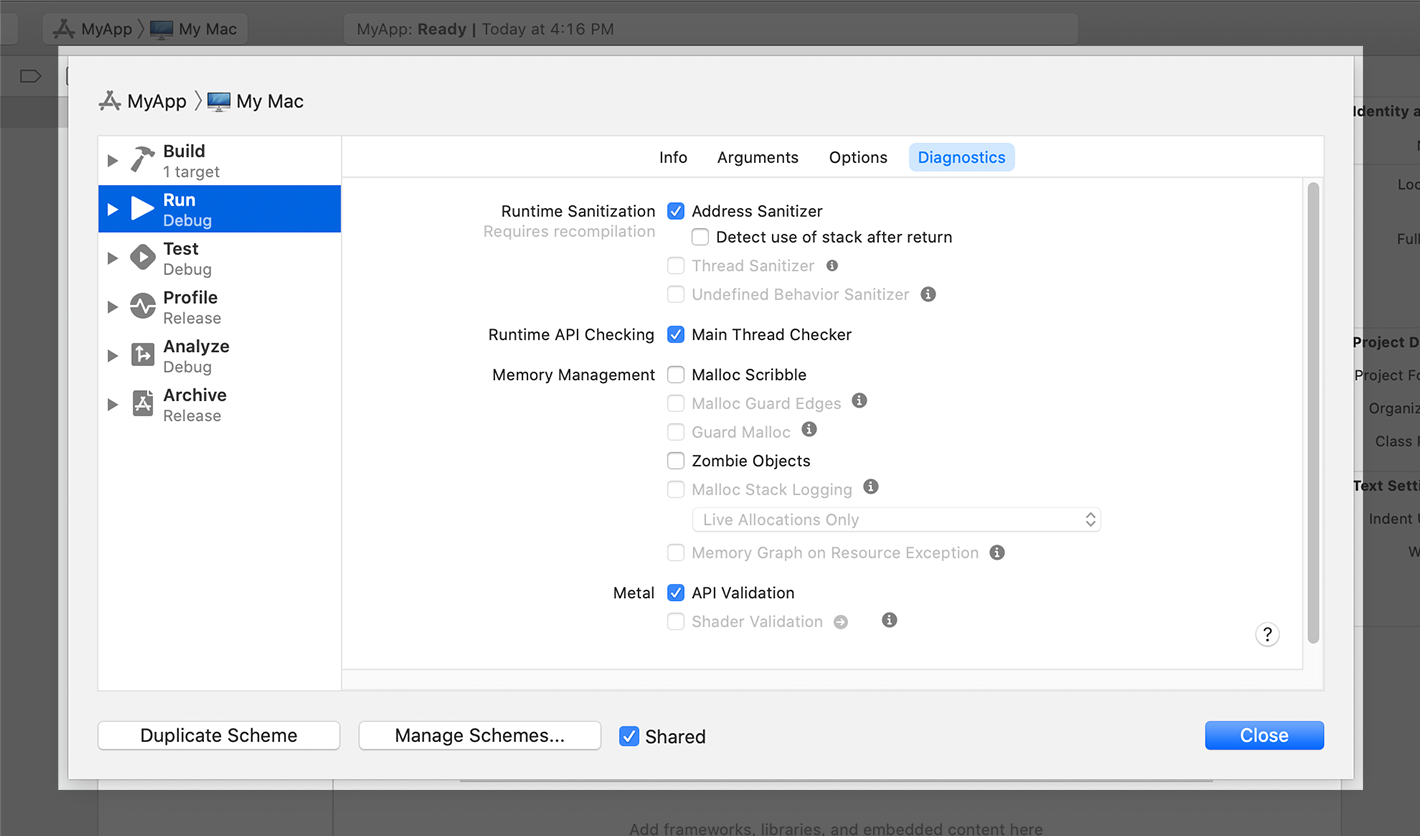 MyApp 〉 My Mac
MyApp: Ready | Today at 4:16 PM
MyApp 〉 My Mac
Build
1 target
Run
Debug
Test
Debug
Profile
Release
Analyze
Debug
Archive
Release
Info Arguments Options Diagnostics
Runtime Sanitization Address Sanitizer
Requires recompilation
Detect use of stack after return
Thread Sanitizer
Undefined Behavior Sanitizer
Runtime API Checking Main Thread Checker
Memory Management Malloc Scribble
Malloc Guard Edges
Guard Malloc
Zombie Objects
Malloc Stack Logging
Live Allocations Only
Memory Graph on Resource Exception
Metal API Validation
Shader Validation
?
Duplicate Scheme Manage Schemes... Shared Close
Identity a
Loc
Full
Project D
Project Fo
Organiz
Class
Text Setti
Indent
W
Add frameworks, libraries, and embedded content here